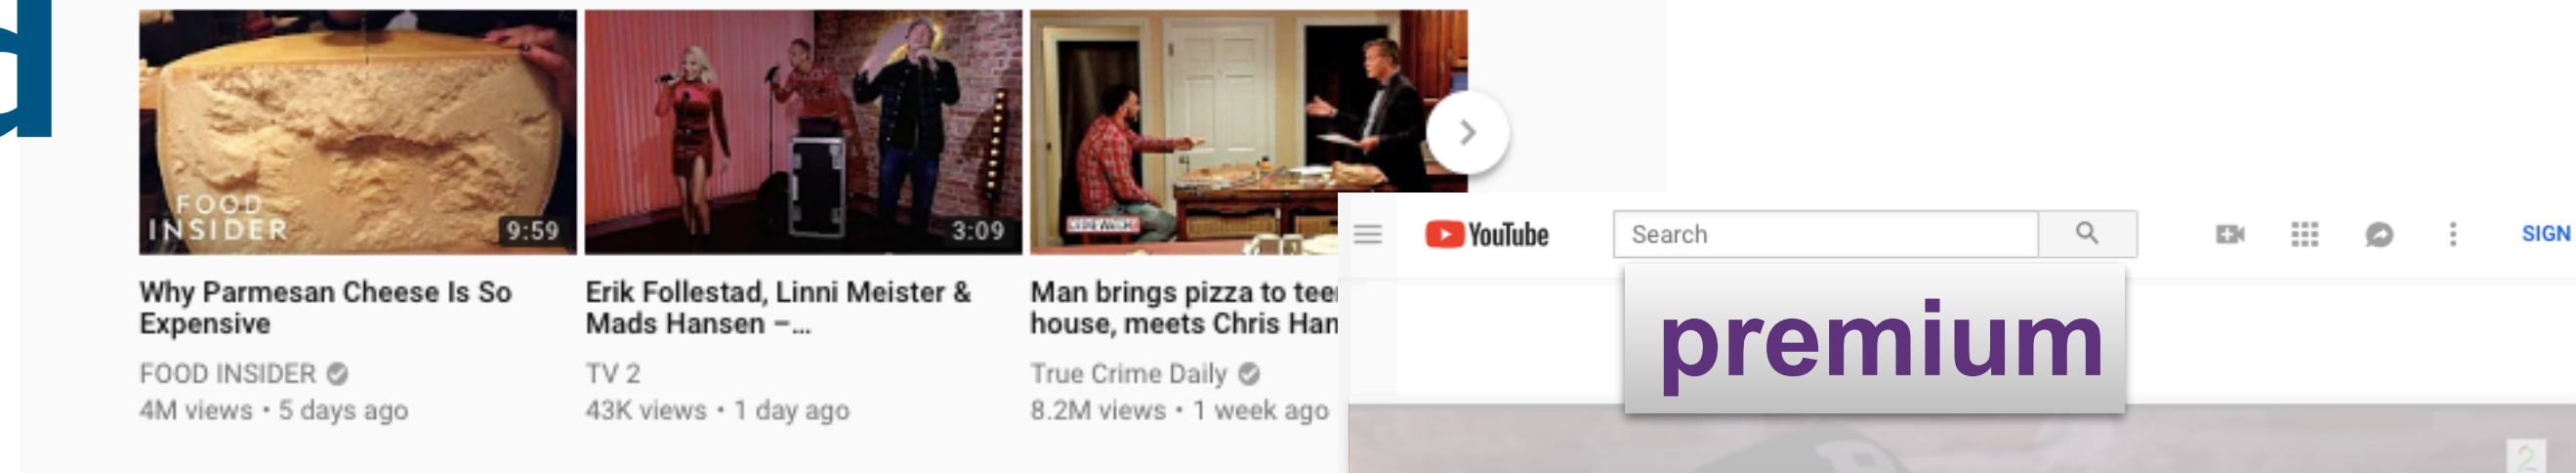 d
FOOD
INSIDER
9:59
3:09
Why Parmesan Cheese Is So
Expensive
FOOD INSIDER
4M views • 5 days ago
Erik Follestad, Linni Meister &
Mads Hansen –...
TV 2
43K views • 1 day ago
Man brings pizza to tee
house, meets Chris Han
True Crime Daily
8.2M views • 1 week ago
YouTube
Search
SIGN
premium
2